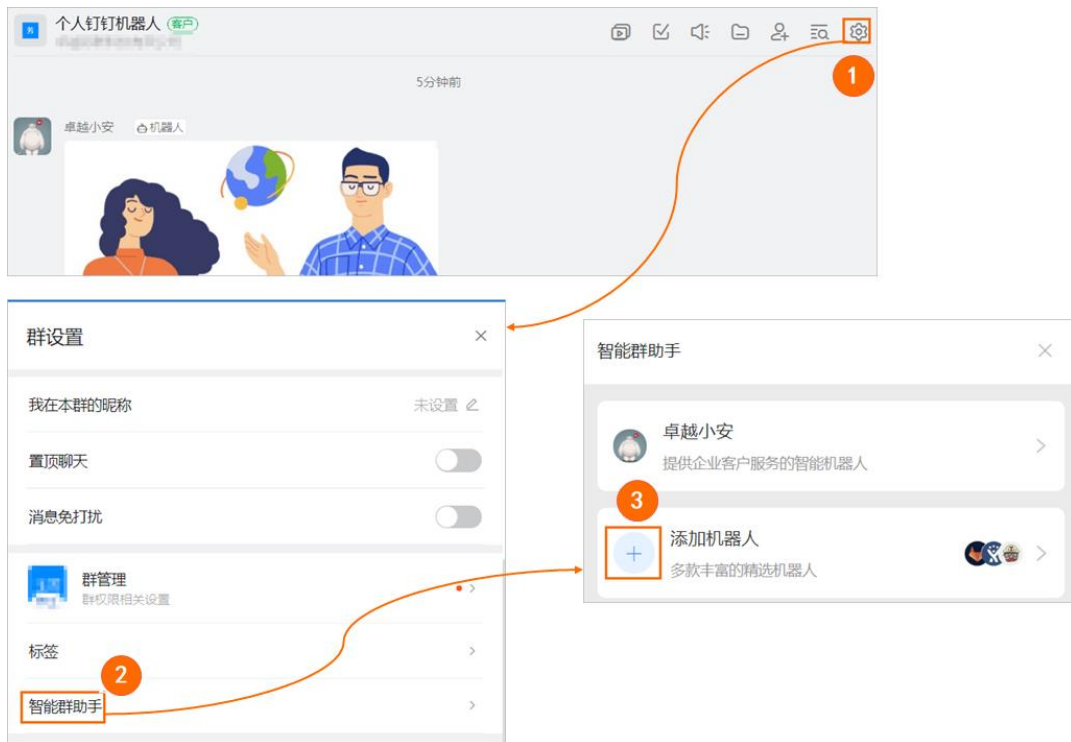 个人钉钉机器人 客户
5分钟前
1
卓越小安 机器人
群设置
我在本群的昵称 未设置
置顶聊天
消息免打扰
群管理
群权限相关设置
标签
2
智能群助手
智能群助手
卓越小安
提供企业客户服务的智能机器人
3
添加机器人
多款丰富的精选机器人